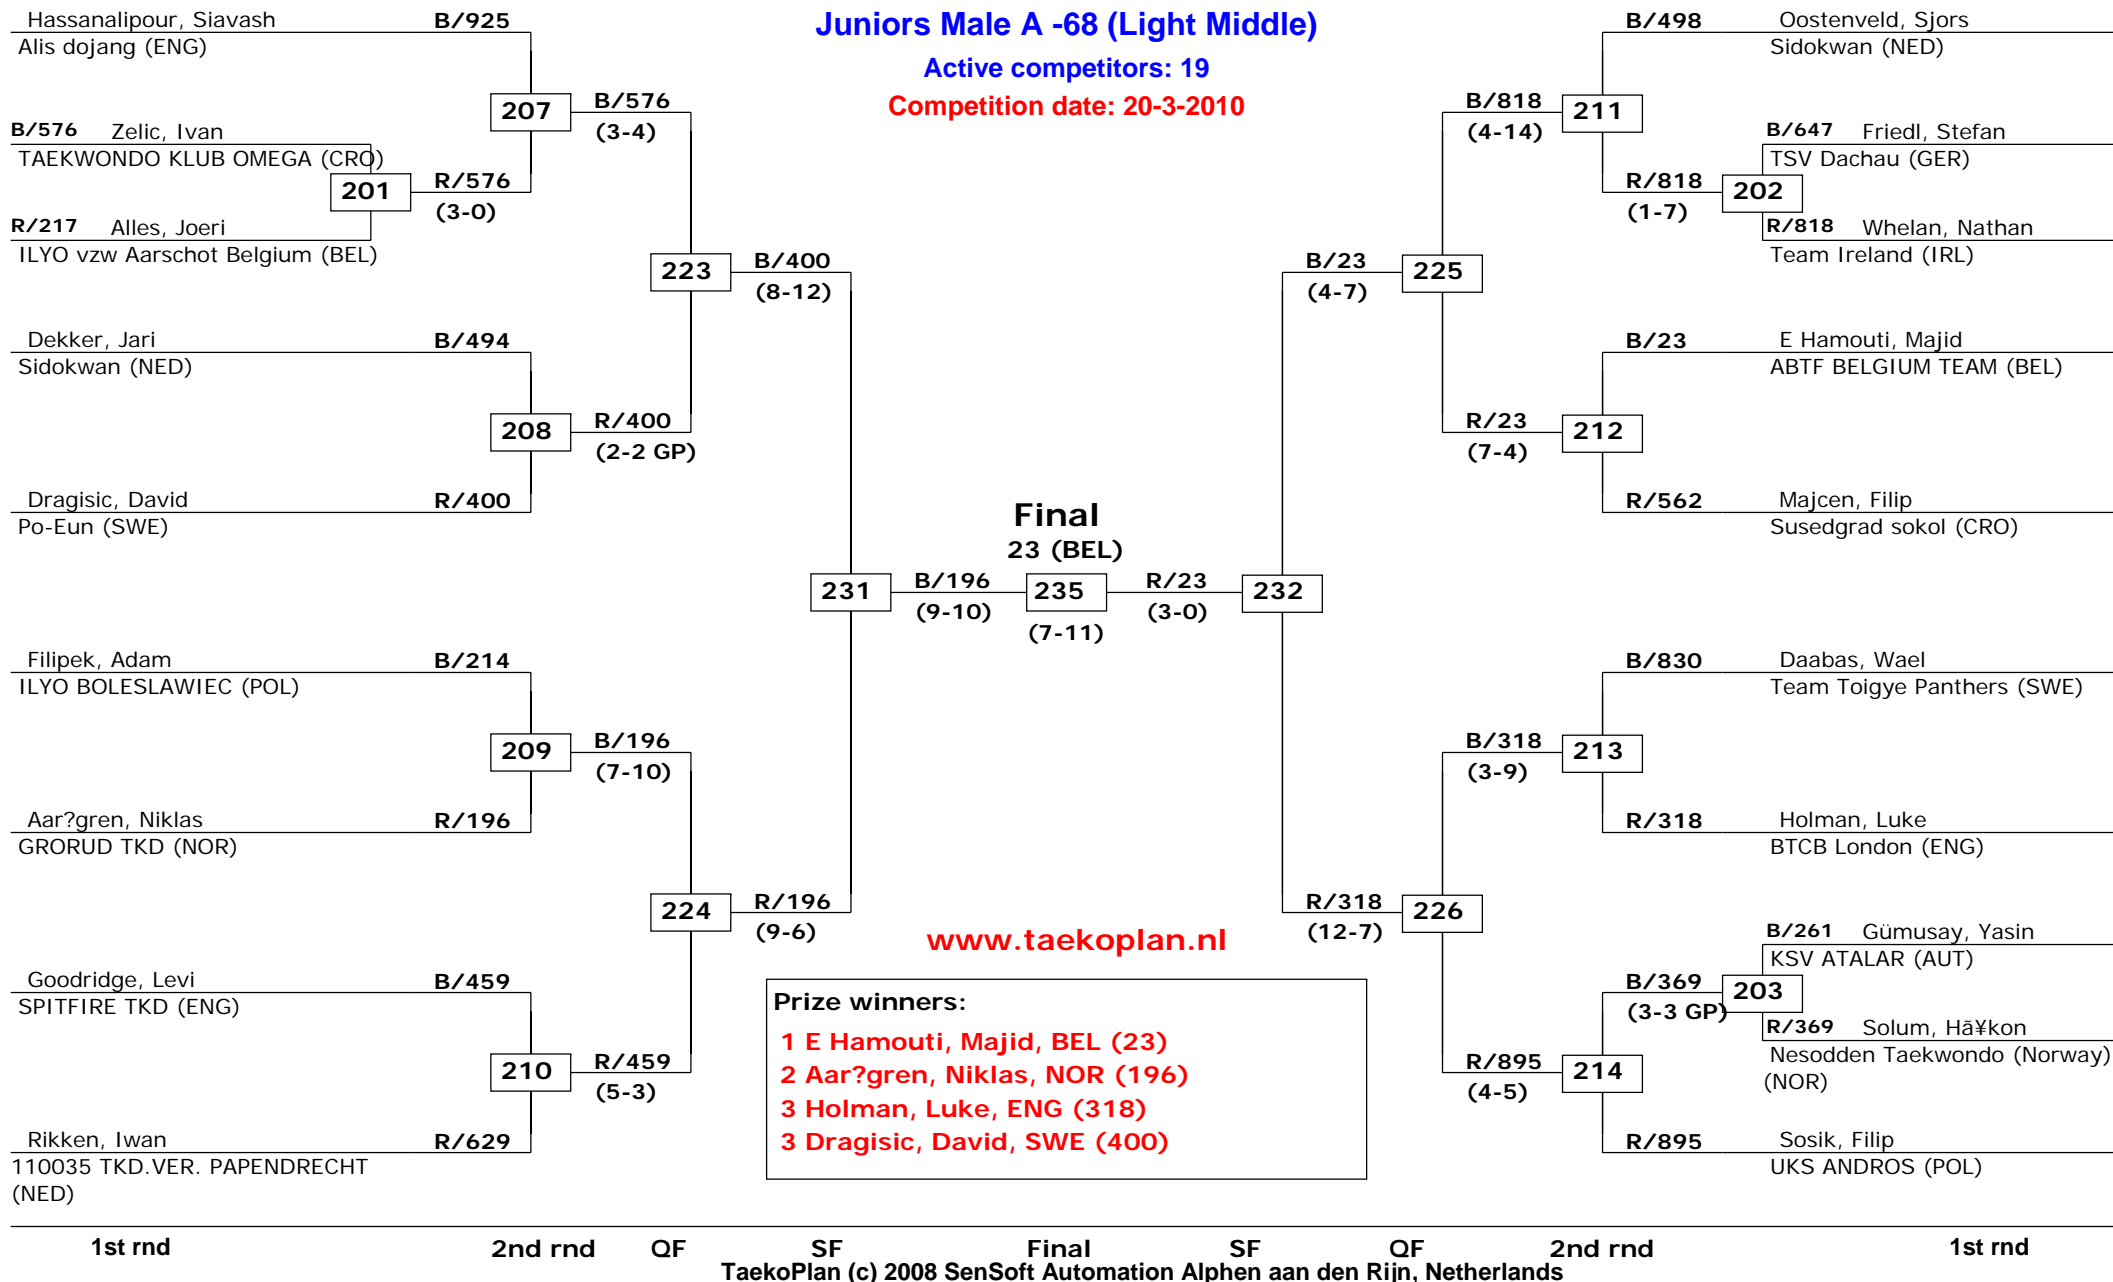 Juniors Male A -68 (Light Middle)
Active competitors: 19
Competition date: 20-3-2010
Hassanalipour, Siavash B/925
Alis dojang (ENG)
207
B/576
(3-4)
B/576 Zelic, Ivan
TAEKWONDO KLUB OMEGA (CRO)
201
R/576
(3-0)
R/217 Alles, Joeri
ILYO vzw Aarschot Belgium (BEL)
223
B/400
(8-12)
Dekker, Jari B/494
Sidokwan (NED)
208
R/400
(2-2 GP)
Dragisic, David R/400
Po-Eun (SWE)
231
B/196
(9-10)
Filipek, Adam B/214
ILYO BOLESLAWIEC (POL)
209
B/196
(7-10)
Aar?gren, Niklas R/196
GRORUD TKD (NOR)
224
R/196
(9-6)
Goodridge, Levi B/459
SPITFIRE TKD (ENG)
210
R/459
(5-3)
Rikken, Iwan R/629
110035 TKD.VER. PAPENDRECHT
(NED)
Final
23 (BEL)
235
(7-11)
B/498 Oostenveld, Sjors
Sidokwan (NED)
B/818
(4-14)
211
B/647 Friedl, Stefan
TSV Dachau (GER)
R/818
(1-7)
202
R/818 Whelan, Nathan
Team Ireland (IRL)
B/23
(4-7)
225
B/23 E Hamouti, Majid
ABTF BELGIUM TEAM (BEL)
R/23
(7-4)
212
R/562 Majcen, Filip
Susedgrad sokol (CRO)
R/23
(3-0)
232
B/830 Daabas, Wael
Team Toigye Panthers (SWE)
B/318
(3-9)
213
R/318 Holman, Luke
BTCB London (ENG)
R/318
(12-7)
226
B/261 Gümusay, Yasin
KSV ATALAR (AUT)
B/369
(3-3 GP)
203
R/369 Solum, Hã¥kon
Nesodden Taekwondo (Norway)
(NOR)
R/895
(4-5)
214
R/895 Sosik, Filip
UKS ANDROS (POL)
www.taekoplan.nl
Prize winners:
1 E Hamouti, Majid, BEL (23)
2 Aar?gren, Niklas, NOR (196)
3 Holman, Luke, ENG (318)
3 Dragisic, David, SWE (400)
1st rnd 2nd rnd QF SF Final SF QF 2nd rnd 1st rnd
TaekoPlan (c) 2008 SenSoft Automation Alphen aan den Rijn, Netherlands